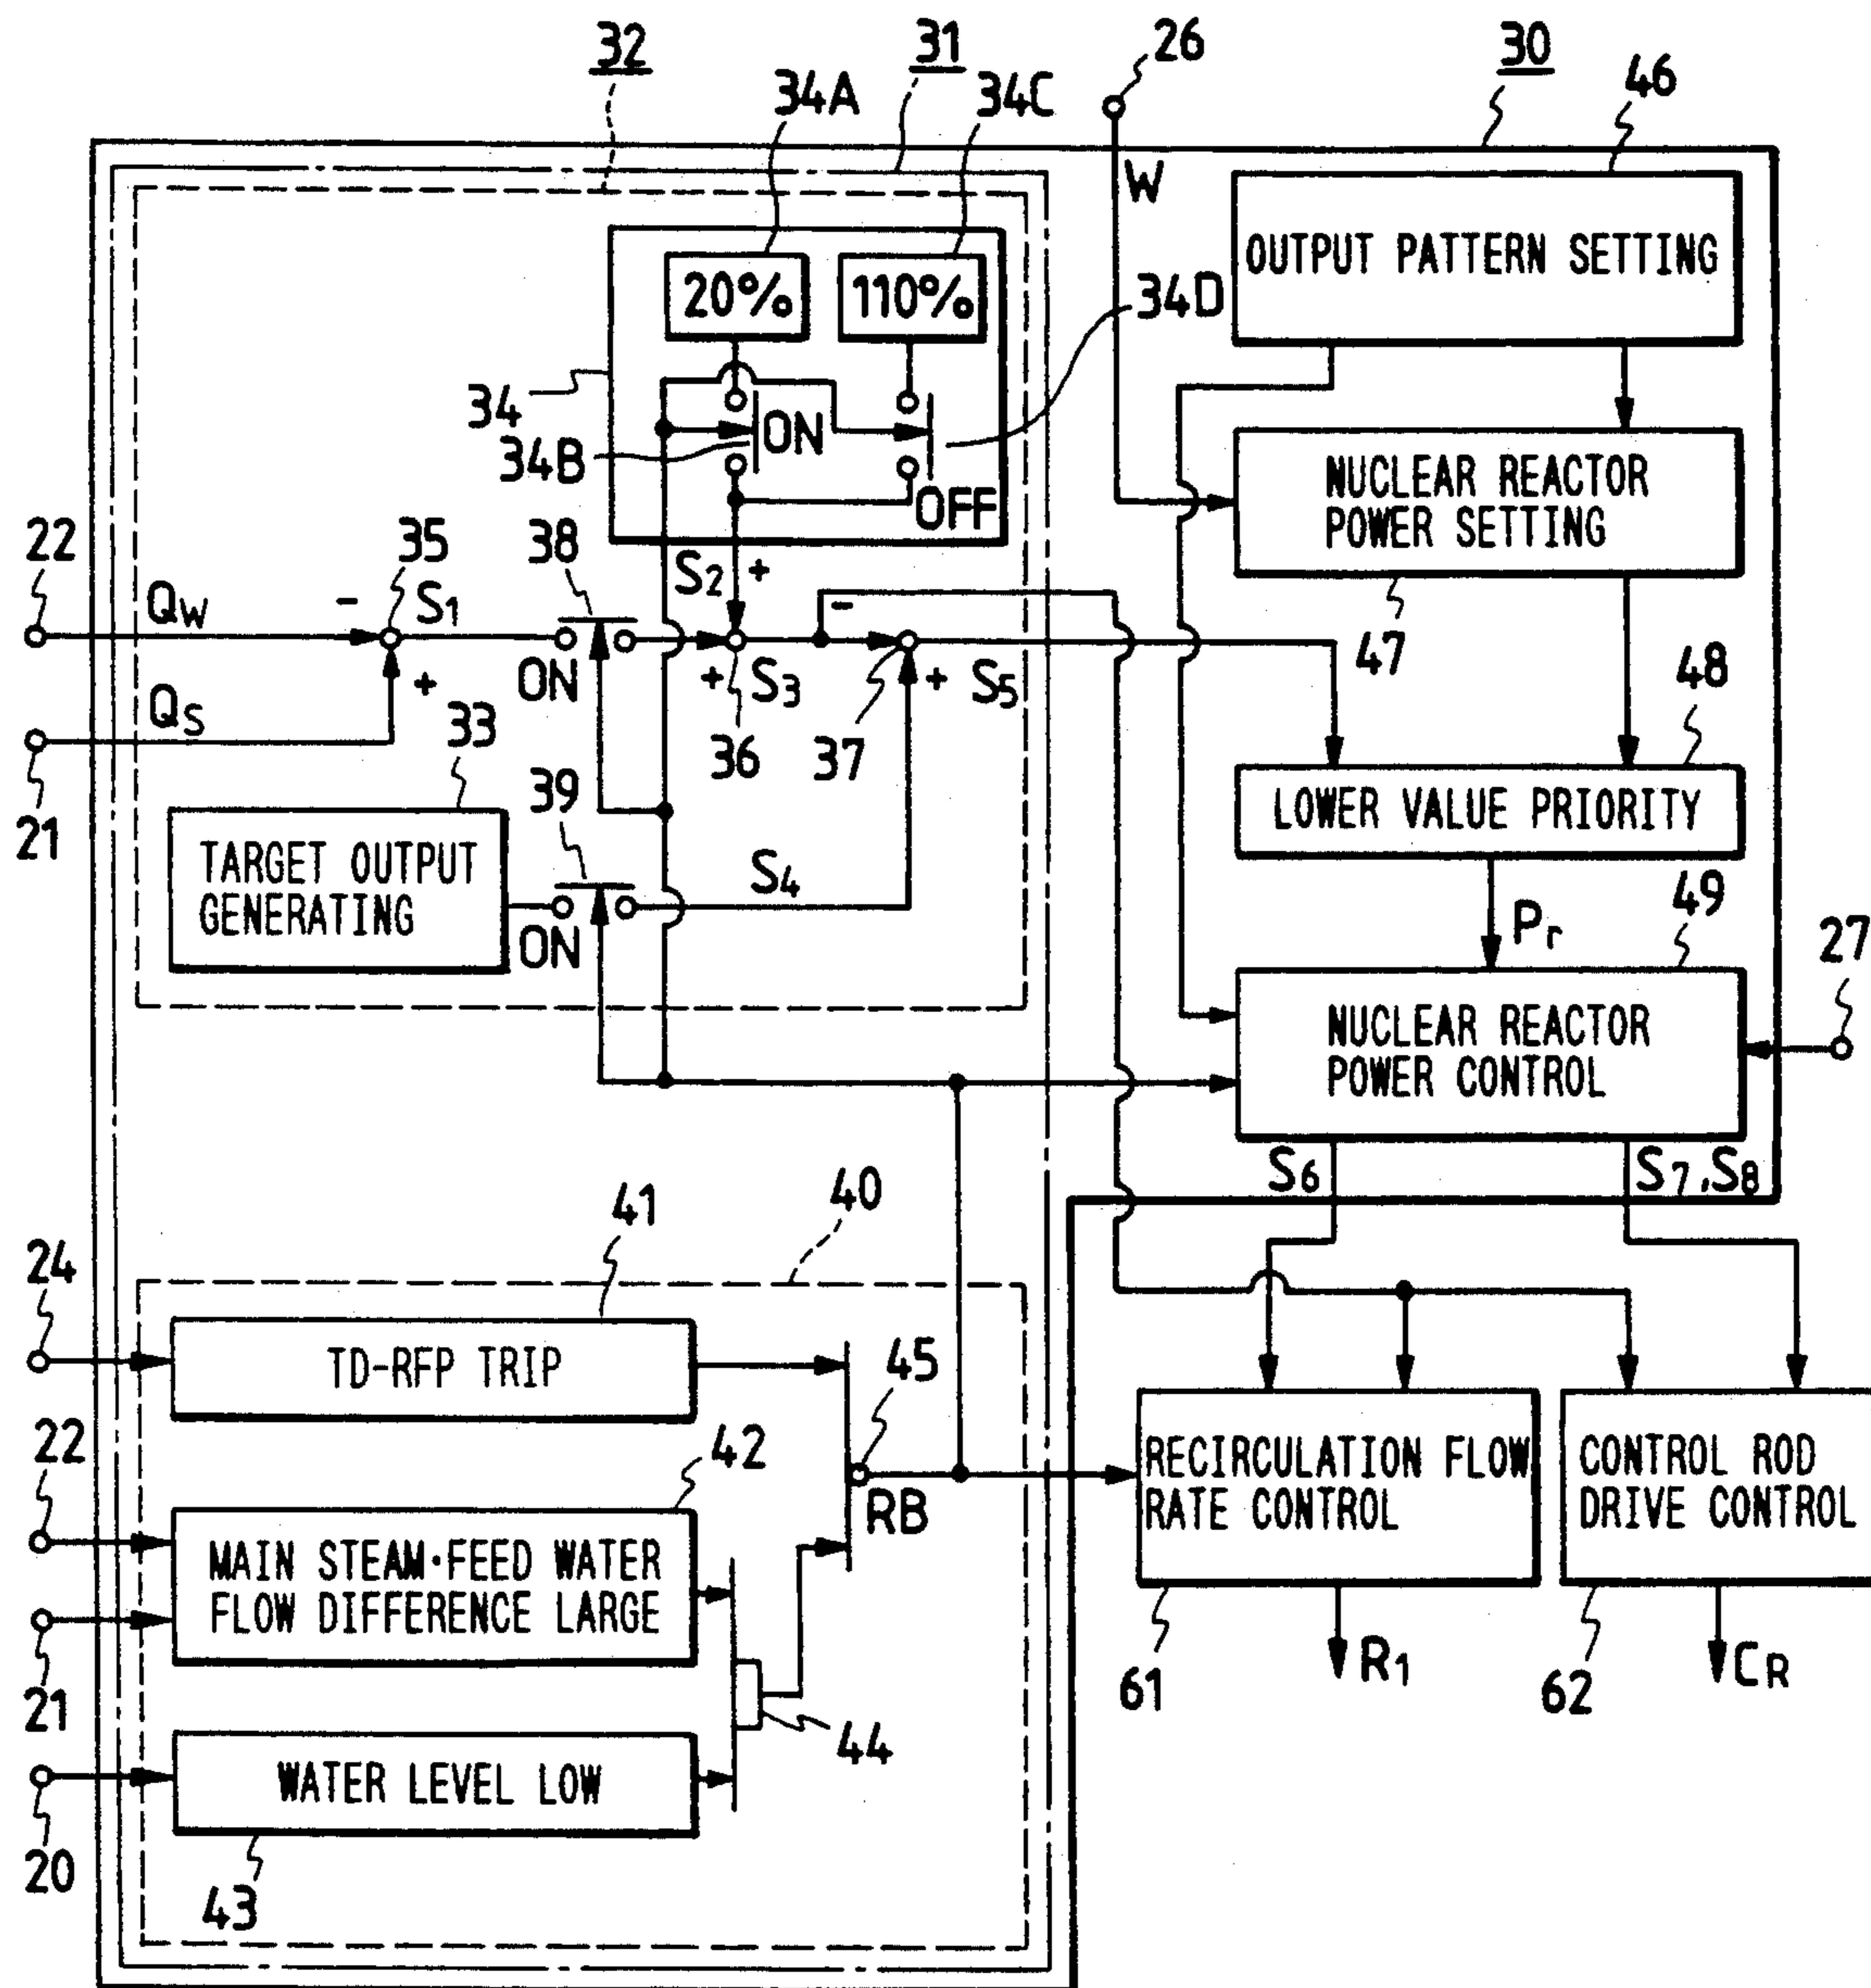 32
31
26
30
34A
34C
46
W
20%
110%
34D
OUTPUT PATTERN SETTING
34
ON
34B
OFF
NUCLEAR REACTOR
POWER SETTING
22
35
38
S2
+
QW
-
S1
-
47
ON
+
S3
+
S5
48
QS
+
33
36
37
21
39
LOWER VALUE PRIORITY
TARGET OUTPUT
GENERATING
S4
49
ON
Pr
27
NUCLEAR REACTOR
POWER CONTROL
S6
S7,S8
40
41
24
TD-RFP TRIP
45
22
42
RB
RECIRCULATION FLOW
RATE CONTROL
CONTROL ROD
DRIVE CONTROL
MAIN STEAM·FEED WATER
FLOW DIFFERENCE LARGE
21
61
R1
62
CR
44
WATER LEVEL LOW
20
43